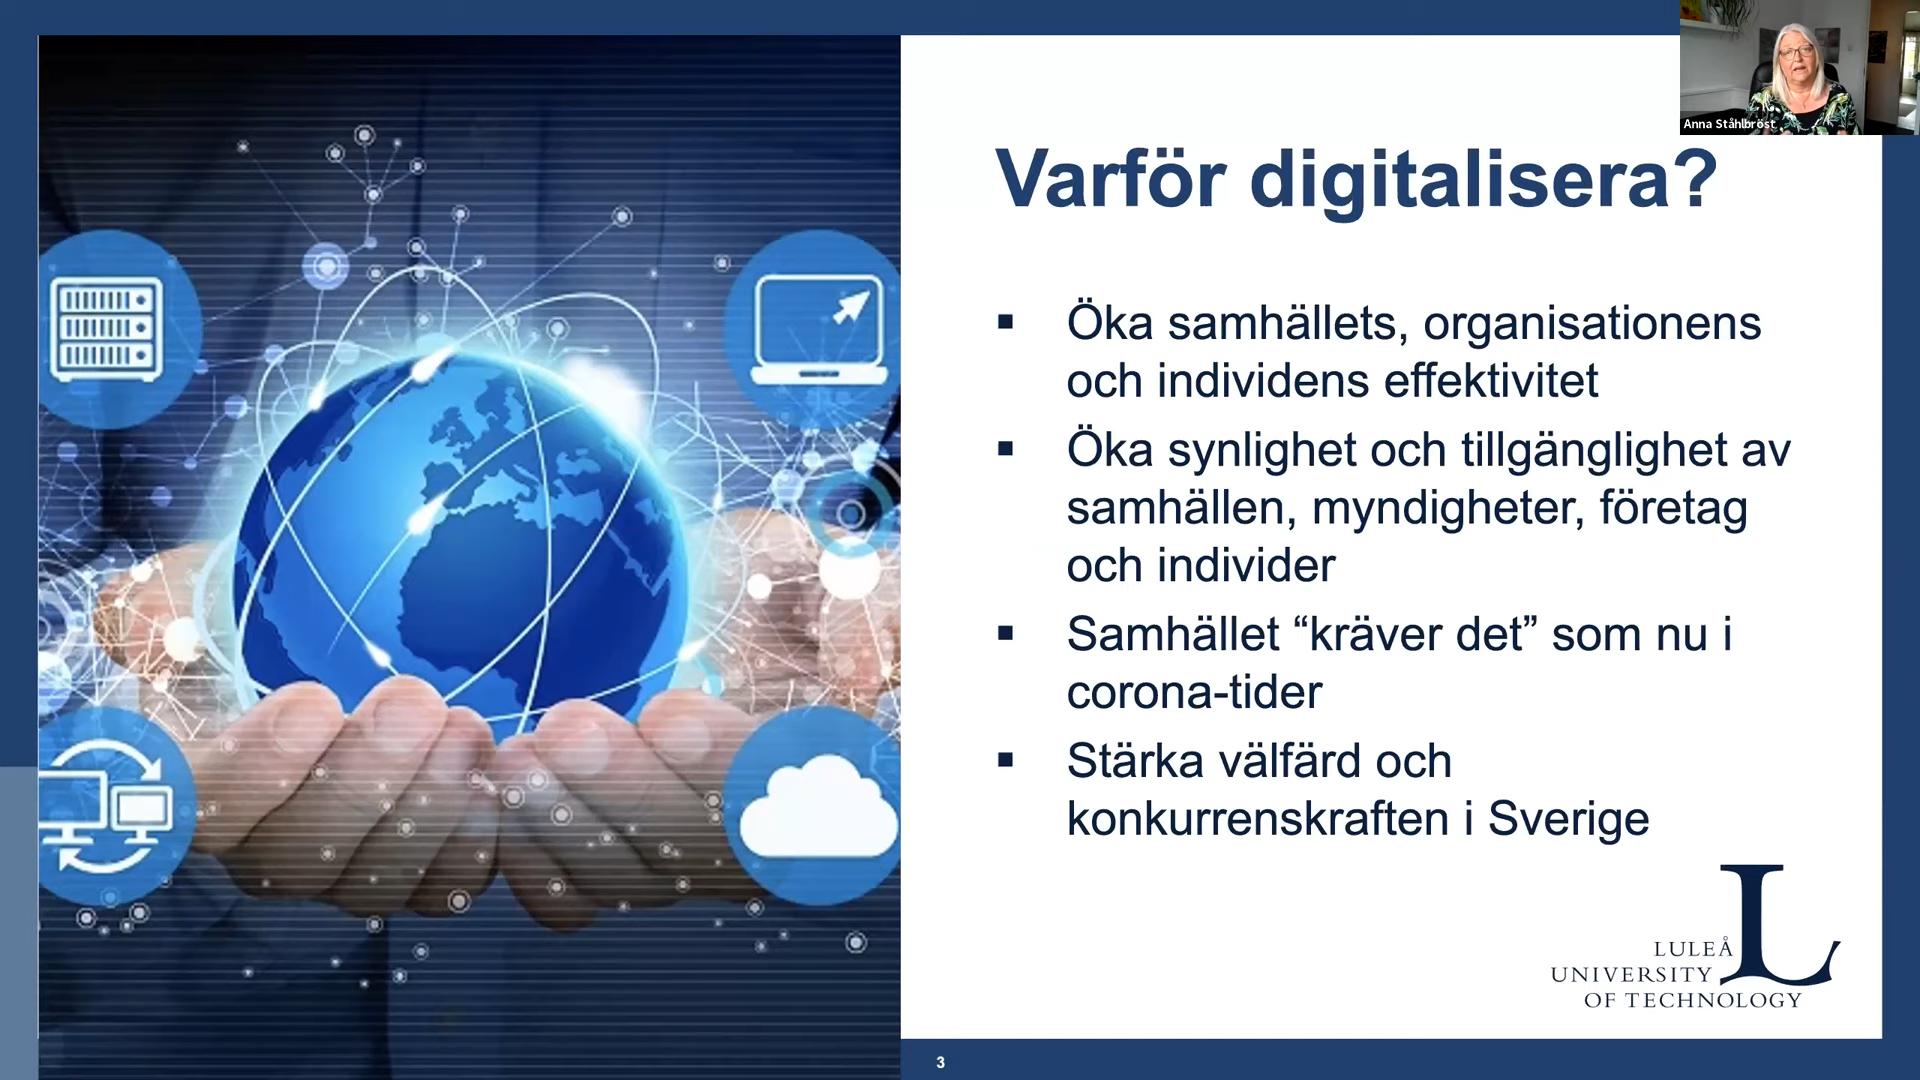 Anna Ståhlbröst
Varför digitalisera?
▪ Öka samhällets, organisationens
och individens effektivitet
▪ Öka synlighet och tillgänglighet av
samhällen, myndigheter, företag
och individer
▪ Samhället “kräver det” som nu i
corona-tider
▪ Stärka välfärd och
konkurrenskraften i Sverige
LULEÅ
UNIVERSITY
OF TECHNOLOGY
L
3